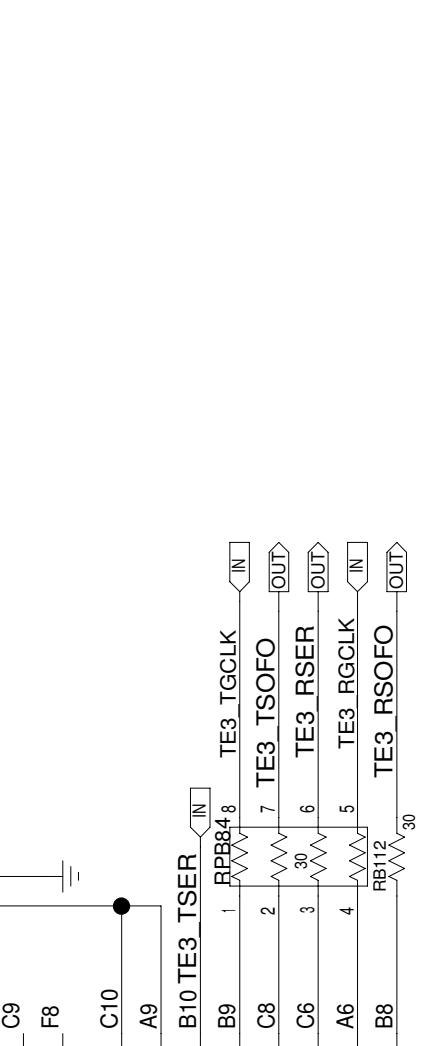 C9
F8
C10
A9
B10 TE3_TSER IN
RPB84
B9 1 8 TE3_TGCLK IN
C8 2 7 TE3_TSOFO OUT
30
C6 3 6 TE3_RSER OUT
A6 4 5 TE3_RGCLK IN
RB112
B8 30 TE3_RSOFO OUT